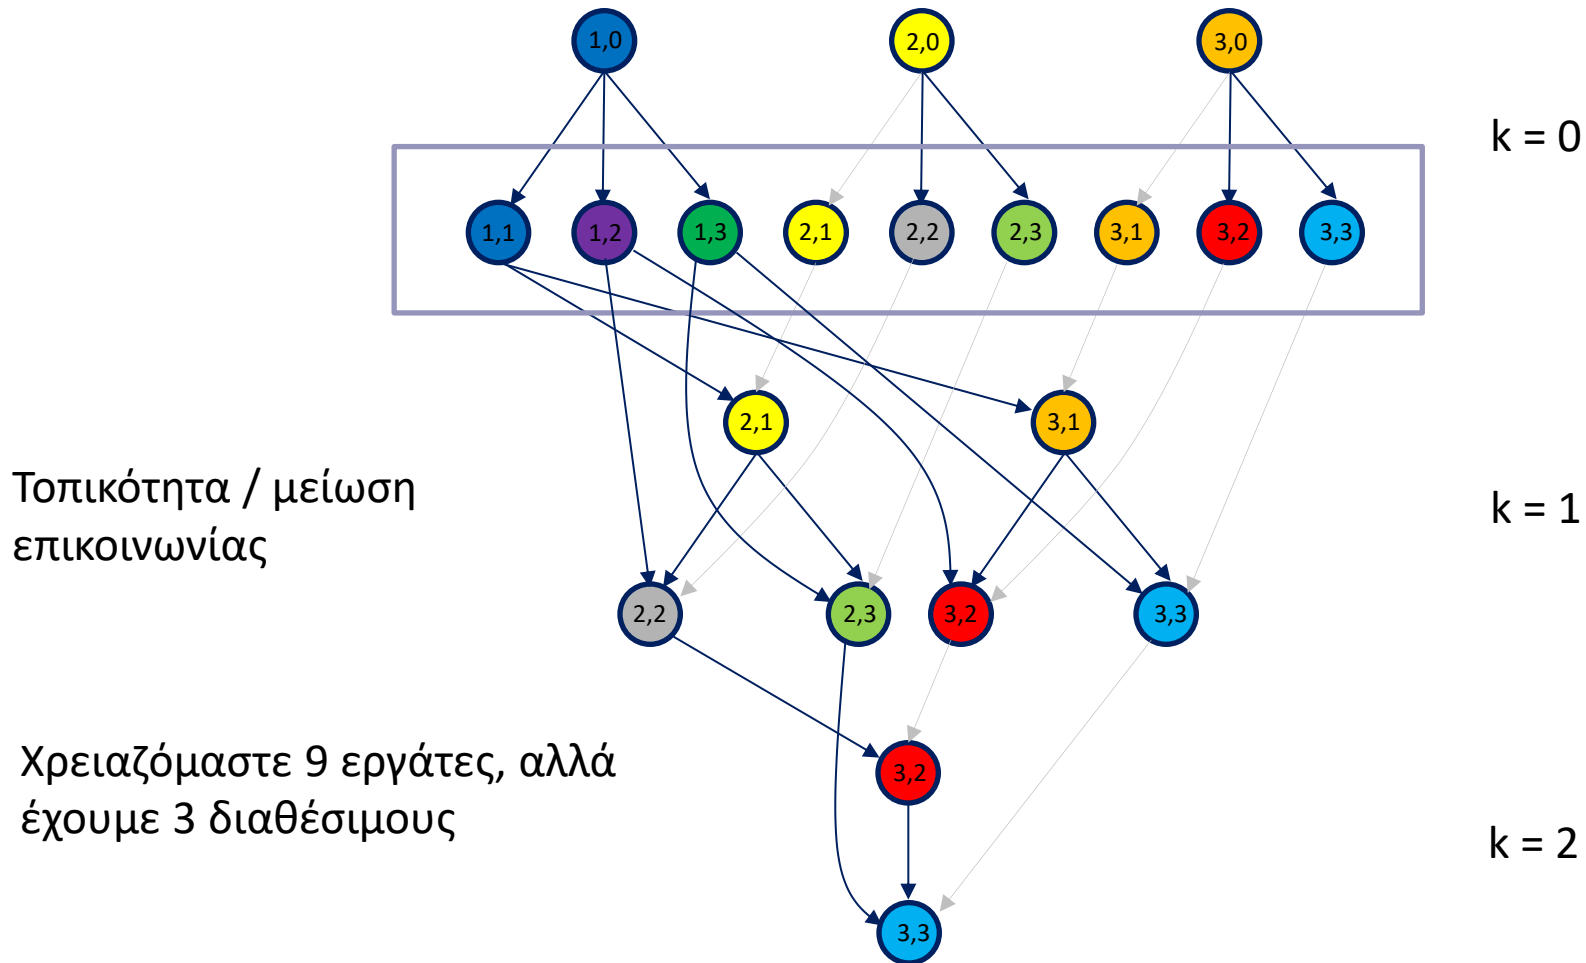 1,0 2,0 3,0
k = 0
1,1 1,2 1,3 2,1 2,2 2,3 3,1 3,2 3,3
2,1 3,1
Τοπικότητα / μείωση
επικοινωνίας
k = 1
2,2 2,3 3,2 3,3
Χρειαζόμαστε 9 εργάτες, αλλά
έχουμε 3 διαθέσιμους
3,2
k = 2
3,3